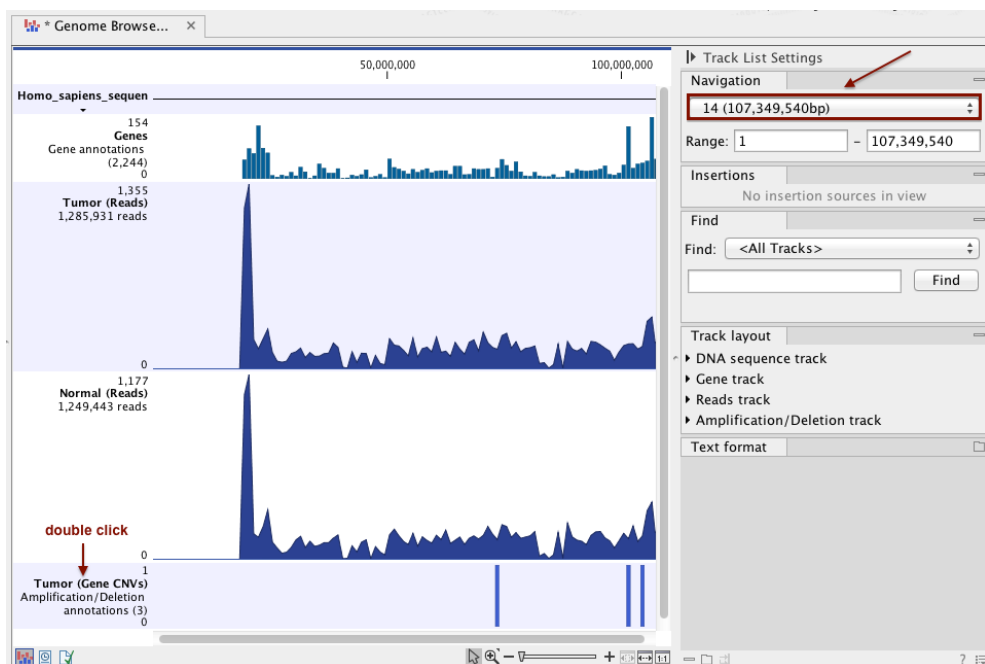 * Genome Browse...
50,000,000
100,000,000
Homo_sapiens_sequen
154
Genes
Gene annotations
(2,244)
0
1,355
Tumor (Reads)
1,285,931 reads
0
1,177
Normal (Reads)
1,249,443 reads
double click
0
1
Tumor (Gene CNVs)
Amplification/Deletion
annotations (3)
0
Track List Settings
Navigation
14 (107,349,540bp)
Range: 1 – 107,349,540
Insertions
No insertion sources in view
Find
Find: <All Tracks>
Find
Track layout
DNA sequence track
Gene track
Reads track
Amplification/Deletion track
Text format
1:1
?